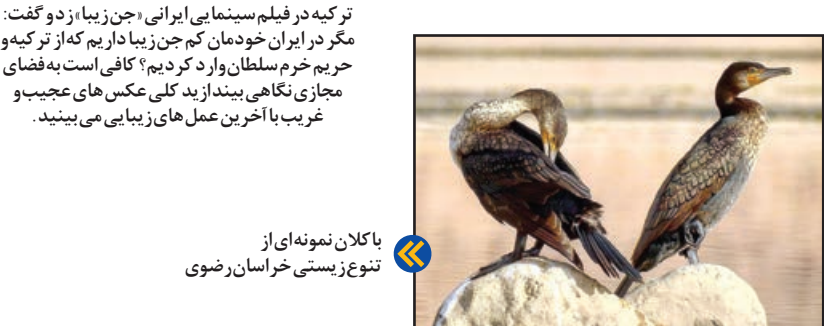 ترکیه در فیلم سینمایی ایرانی «جن زیبا» زد و گفت:
مگر در ایران خودمان کم جن زیبا داریم که از ترکیه و
حریم خرم سلطان وارد کردیم؟ کافی است به فضای
مجازی نگاهی بیندازید کلی عکس های عجیب و
غریب با آخرین عمل های زیبایی می بینید.
باکلان نمونه ای از
تنوع زیستی خراسان رضوی